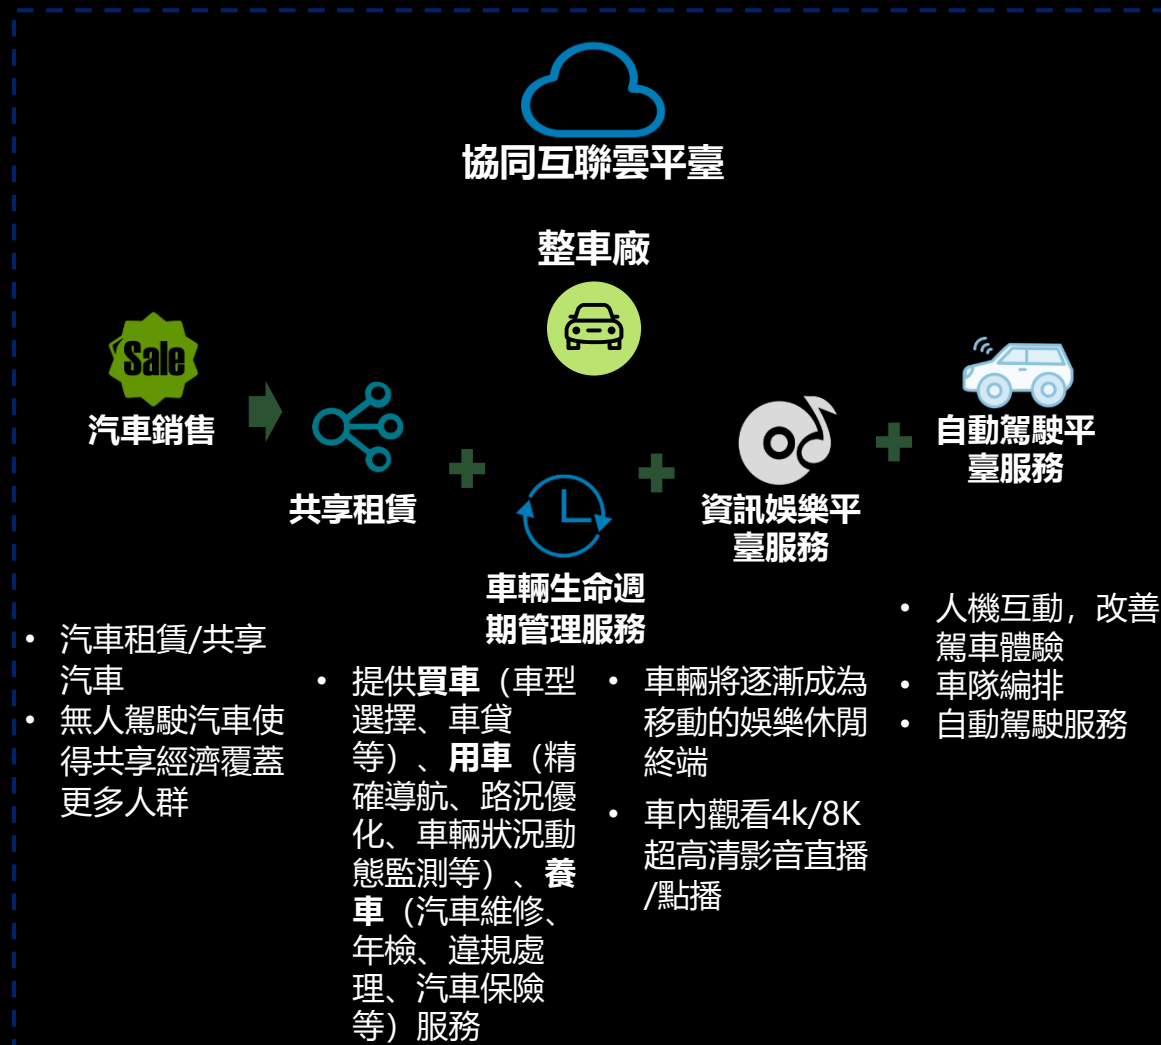 協同互聯雲平臺
整車廠
Sale
汽車銷售
共享租賃
車輛生命週
期管理服務
資訊娛樂平
臺服務
自動駕駛平
臺服務
• 汽車租賃/共享
汽車
• 無人駕駛汽車使
得共享經濟覆蓋
更多人群
• 提供買車（車型
選擇、車貸
等）、用車（精
確導航、路況優
化、車輛狀況動
態監測等）、養
車（汽車維修、
年檢、違規處
理、汽車保險
等）服務
• 車輛將逐漸成為
移動的娛樂休閒
終端
• 車內觀看4k/8K
超高清影音直播
/點播
• 人機互動，改善
駕車體驗
• 車隊編排
• 自動駕駛服務